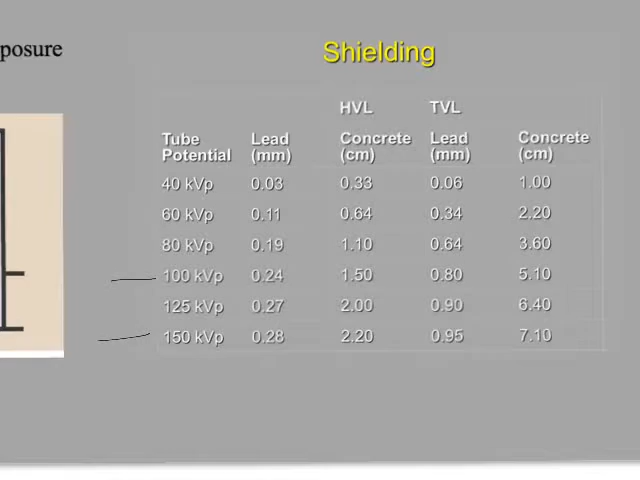 posure
Shielding
HVL TVL
Tube Potential Lead (mm) Concrete (cm) Lead (mm) Concrete (cm)
40 kVp 0.03 0.33 0.06 1.00
60 kVp 0.11 0.64 0.34 2.20
80 kVp 0.19 1.10 0.64 3.60
100 kVp 0.24 1.50 0.80 5.10
125 kVp 0.27 2.00 0.90 6.40
150 kVp 0.28 2.20 0.95 7.10